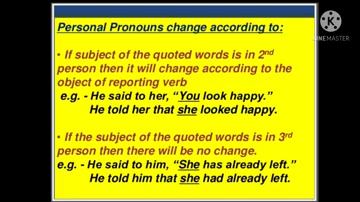 Personal Pronouns change according to:
• If subject of the quoted words is in 2nd
person then it will change according to the
object of reporting verb
e.g. - He said to her, “You look happy.”
He told her that she looked happy.
• If the subject of the quoted words is in 3rd
person then there will be no change.
e.g. - He said to him, “She has already left.”
He told him that she had already left.
KINEMASTER